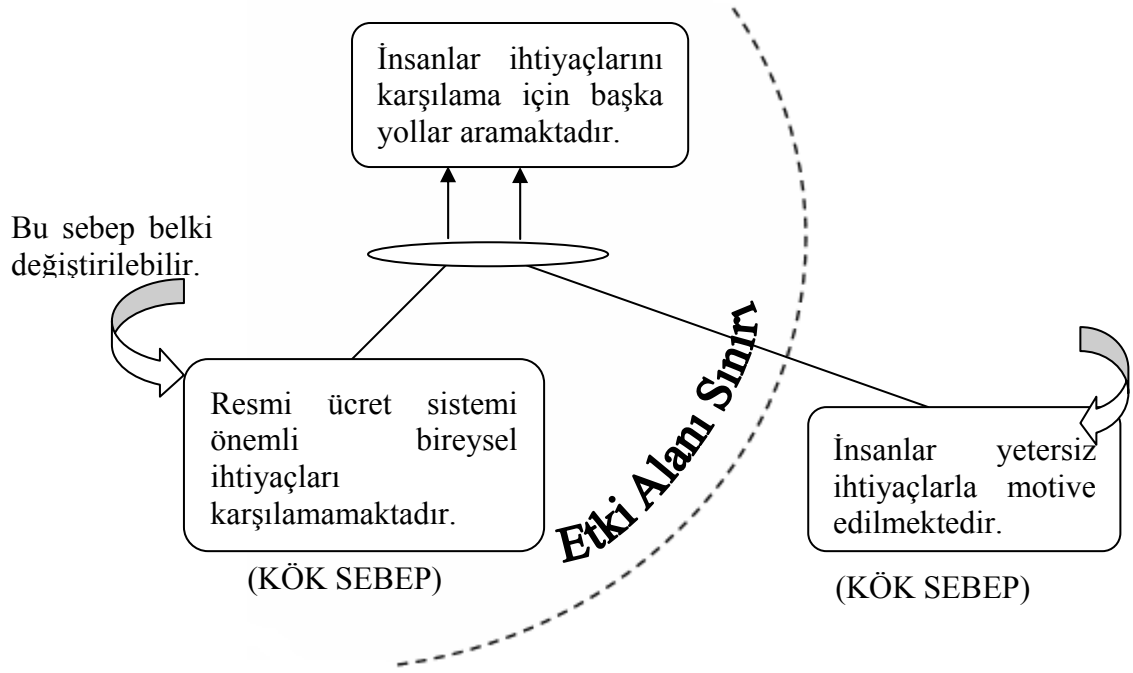 İnsanlar ihtiyaçlarını
karşılama için başka
yollar aramaktadır.
Bu sebep belki
değiştirilebilir.
Etki Alanı Sınırı
Resmi ücret sistemi
önemli bireysel
ihtiyaçları
karşılamamaktadır.
(KÖK SEBEP)
İnsanlar yetersiz
ihtiyaçlarla motive
edilmektedir.
(KÖK SEBEP)